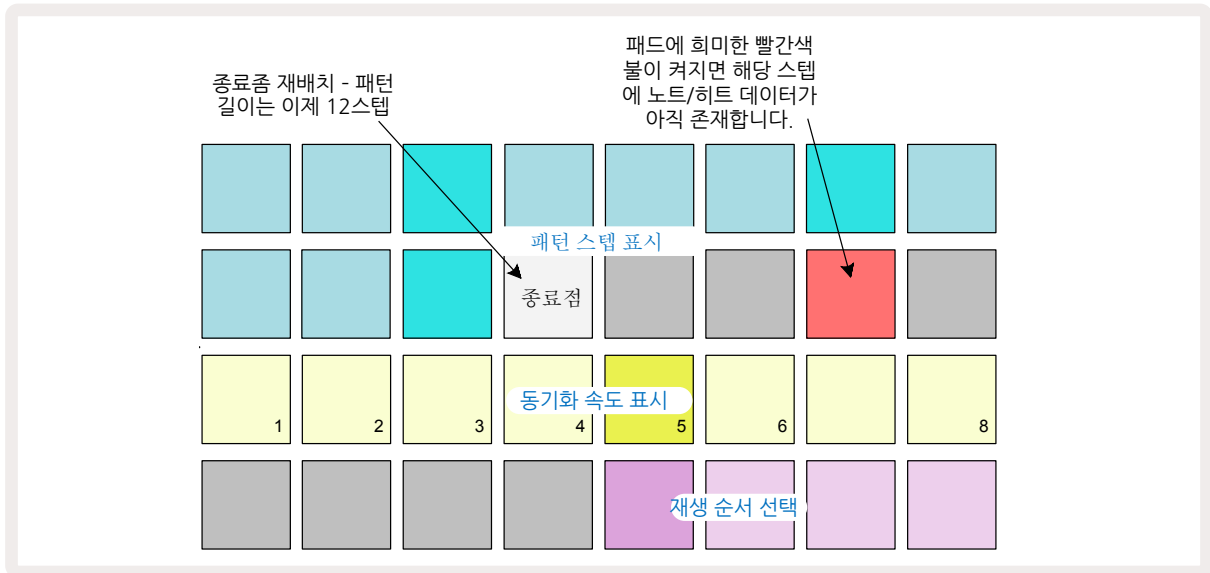 종료좀 재배치 - 패턴
길이는 이제 12스텝
패드에 희미한 빨간색
불이 켜지면 해당 스텝
에 노트/히트 데이터가
아직 존재합니다.
패턴 스텝 표시
종료점
동기화 속도 표시
1 2 3 4 5 6 8
재생 순서 선택